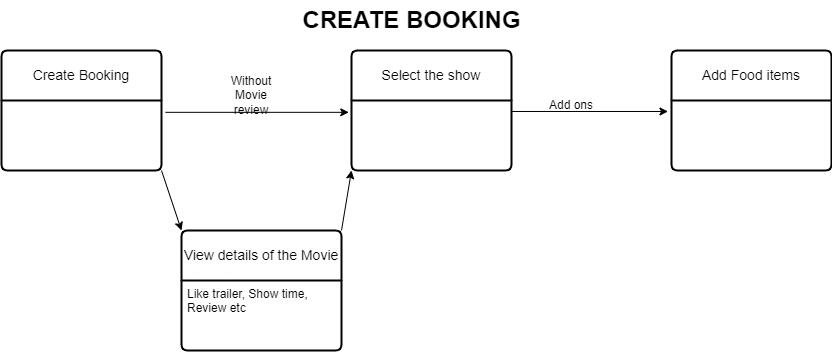 CREATE BOOKING
Create Booking
Without
Movie
review
Select the show
Add ons
Add Food items
View details of the Movie
Like trailer, Show time,
Review etc